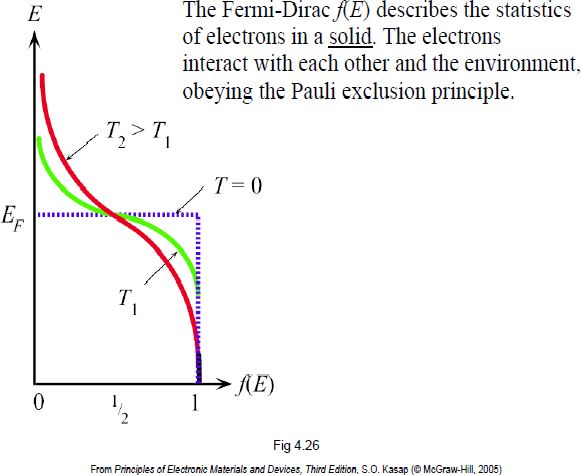 E
The Fermi-Dirac f(E) describes the statistics
of electrons in a solid. The electrons
interact with each other and the environment,
obeying the Pauli exclusion principle.
T₂ > T₁
T = 0
E_F
T₁
f(E)
0
1/2
1
Fig 4.26
From Principles of Electronic Materials and Devices, Third Edition, S.O. Kasap (© McGraw-Hill, 2005)